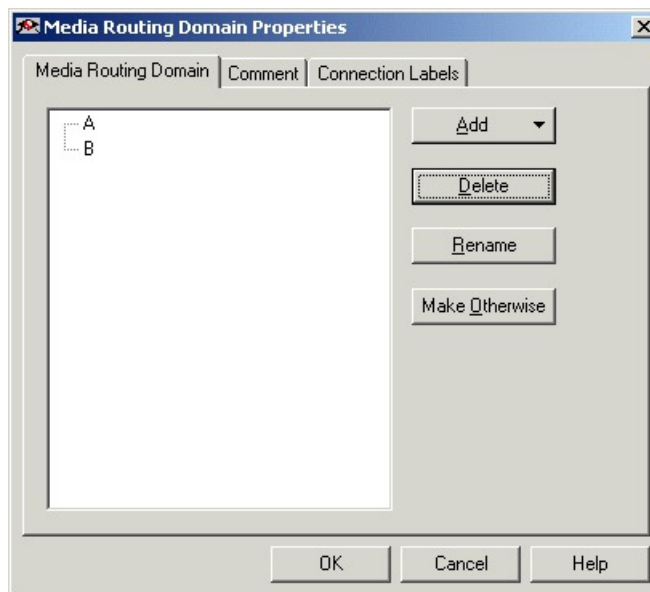 Media Routing Domain Properties
Media Routing Domain Comment Connection Labels
A
B
Add
Delete
Rename
Make Otherwise
OK Cancel Help